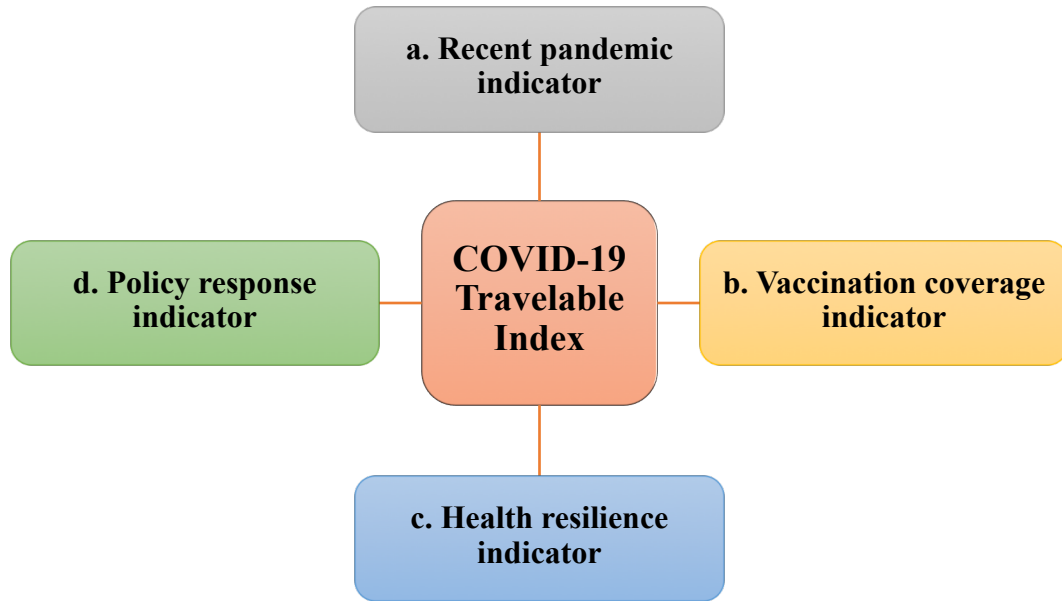 a. Recent pandemic
indicator
COVID-19
Travelable
Index
d. Policy response
indicator
b. Vaccination coverage
indicator
c. Health resilience
indicator